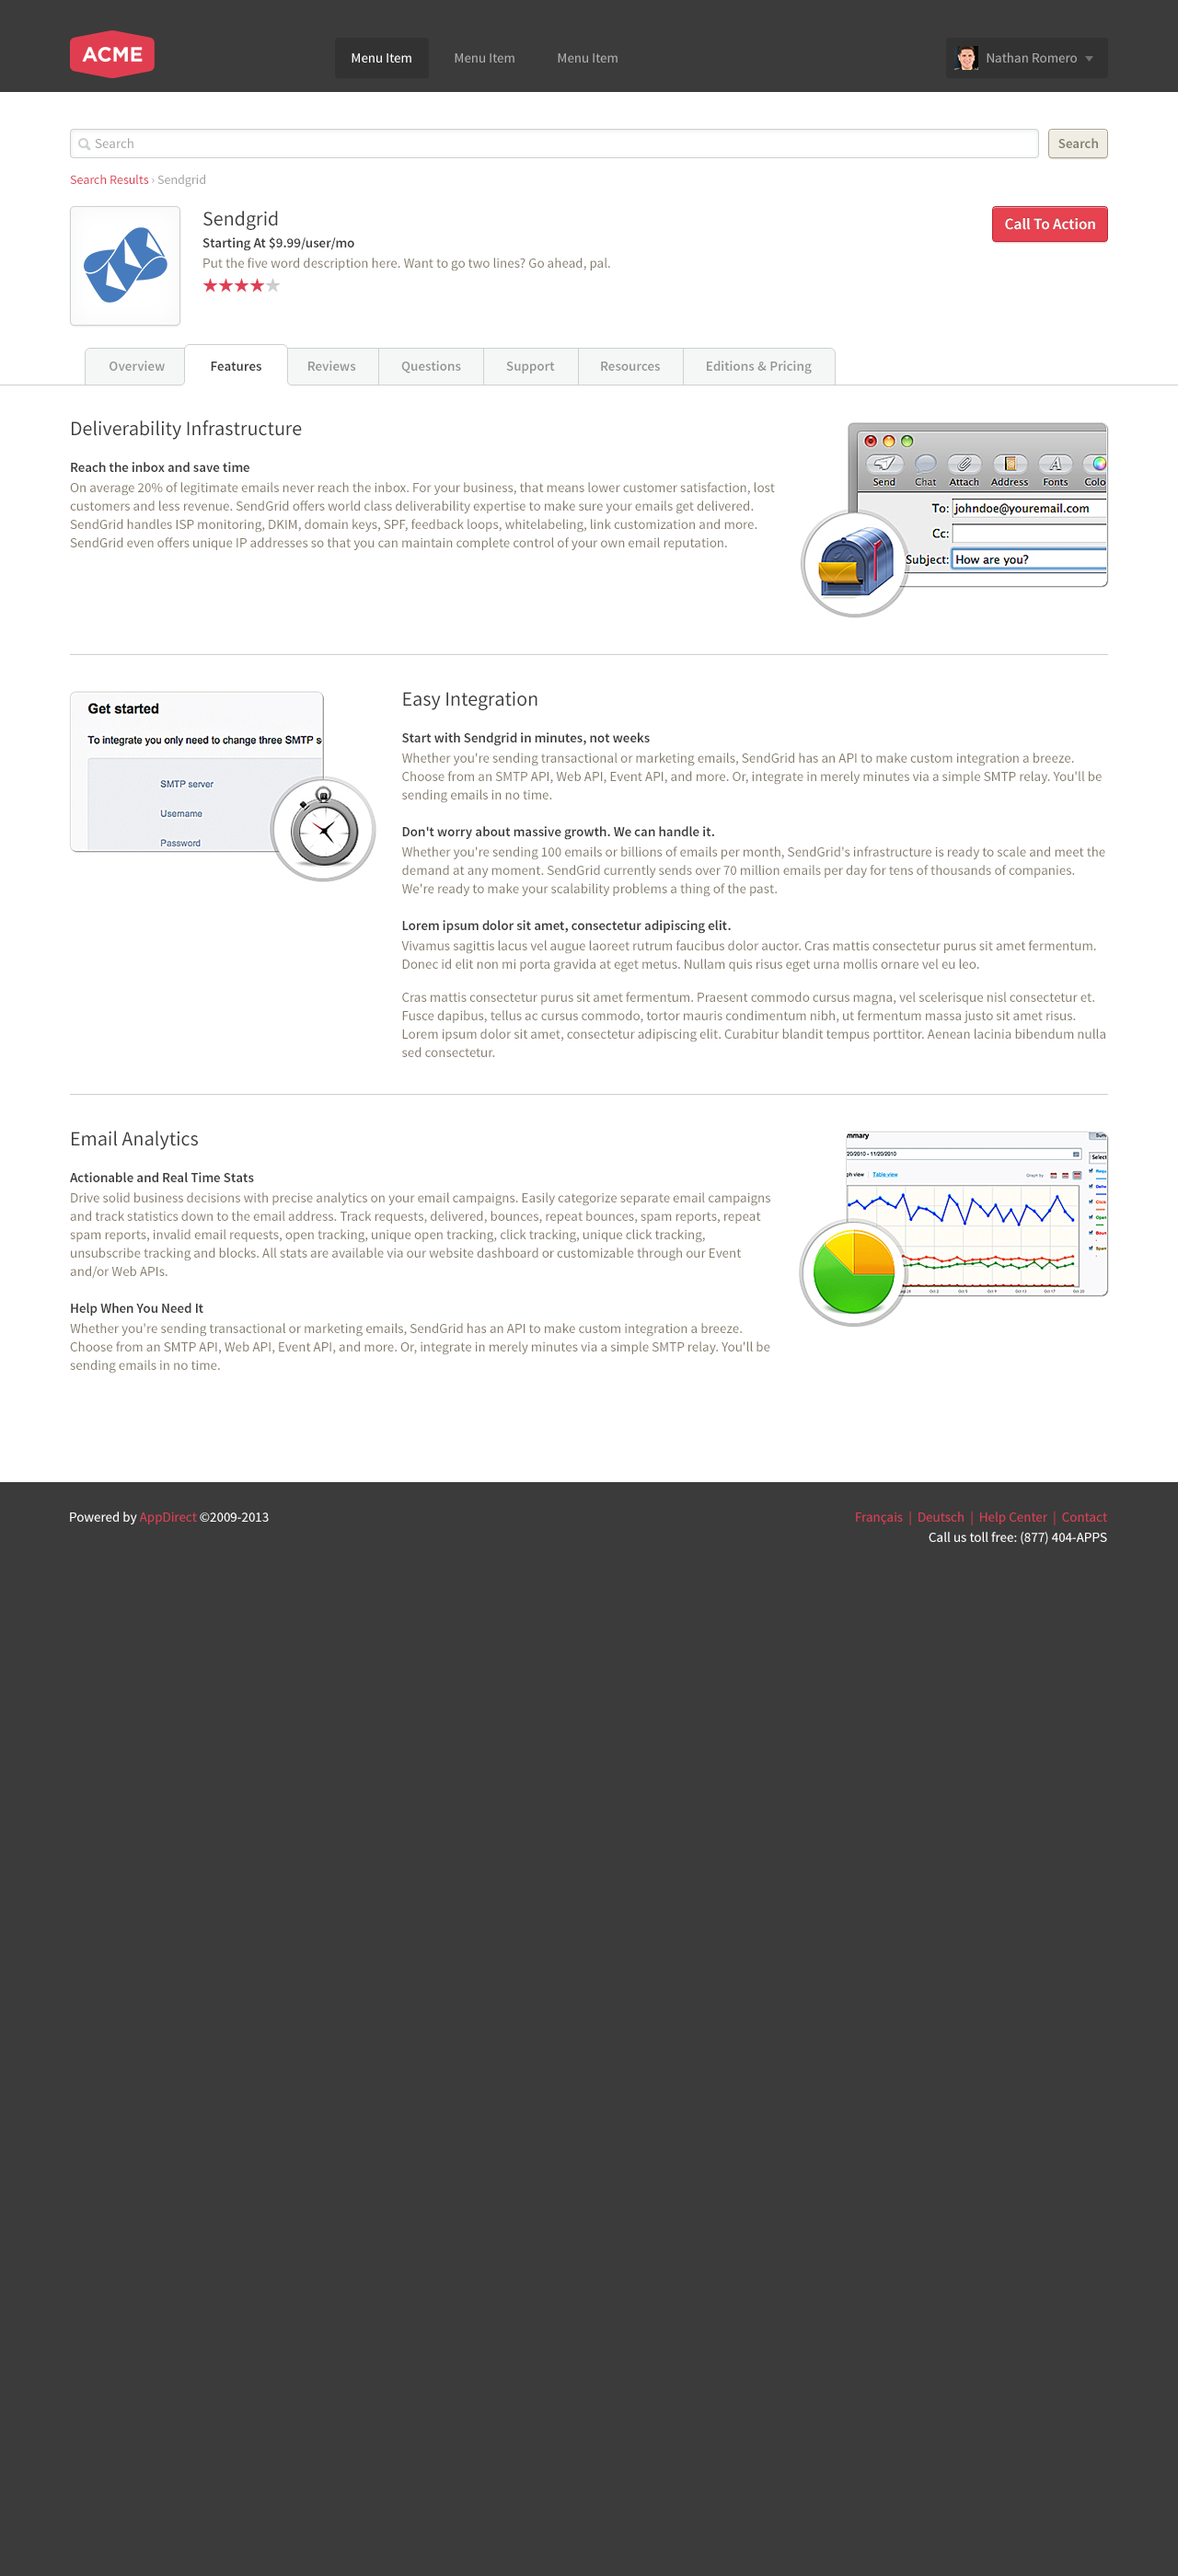 ACME
Menu Item
Menu Item
Menu Item
Nathan Romero
Search
Search
Search Results › Sendgrid
Sendgrid
Starting At $9.99/user/mo
Put the five word description here. Want to go two lines? Go ahead, pal.
Call To Action
Overview
Features
Reviews
Questions
Support
Resources
Editions & Pricing
Deliverability Infrastructure
Reach the inbox and save time
On average 20% of legitimate emails never reach the inbox. For your business, that means lower customer satisfaction, lost
customers and less revenue. SendGrid offers world class deliverability expertise to make sure your emails get delivered.
SendGrid handles ISP monitoring, DKIM, domain keys, SPF, feedback loops, whitelabeling, link customization and more.
SendGrid even offers unique IP addresses so that you can maintain complete control of your own email reputation.
Send
Chat
Attach
Address
Fonts
Colo
To: johndoe@youremail.com
Cc:
Subject: How are you?
Get started
To integrate you only need to change three SMTP s
SMTP server
Username
Password
Easy Integration
Start with Sendgrid in minutes, not weeks
Whether you're sending transactional or marketing emails, SendGrid has an API to make custom integration a breeze.
Choose from an SMTP API, Web API, Event API, and more. Or, integrate in merely minutes via a simple SMTP relay. You'll be
sending emails in no time.
Don't worry about massive growth. We can handle it.
Whether you're sending 100 emails or billions of emails per month, SendGrid's infrastructure is ready to scale and meet the
demand at any moment. SendGrid currently sends over 70 million emails per day for tens of thousands of companies.
We're ready to make your scalability problems a thing of the past.
Lorem ipsum dolor sit amet, consectetur adipiscing elit.
Vivamus sagittis lacus vel augue laoreet rutrum faucibus dolor auctor. Cras mattis consectetur purus sit amet fermentum.
Donec id elit non mi porta gravida at eget metus. Nullam quis risus eget urna mollis ornare vel eu leo.
Cras mattis consectetur purus sit amet fermentum. Praesent commodo cursus magna, vel scelerisque nisl consectetur et.
Fusce dapibus, tellus ac cursus commodo, tortor mauris condimentum nibh, ut fermentum massa justo sit amet risus.
Lorem ipsum dolor sit amet, consectetur adipiscing elit. Curabitur blandit tempus porttitor. Aenean lacinia bibendum nulla
sed consectetur.
Email Analytics
Actionable and Real Time Stats
Drive solid business decisions with precise analytics on your email campaigns. Easily categorize separate email campaigns
and track statistics down to the email address. Track requests, delivered, bounces, repeat bounces, spam reports, repeat
spam reports, invalid email requests, open tracking, unique open tracking, click tracking, unique click tracking,
unsubscribe tracking and blocks. All stats are available via our website dashboard or customizable through our Event
and/or Web APIs.
Help When You Need It
Whether you're sending transactional or marketing emails, SendGrid has an API to make custom integration a breeze.
Choose from an SMTP API, Web API, Event API, and more. Or, integrate in merely minutes via a simple SMTP relay. You'll be
sending emails in no time.
mmary
20/2010 - 11/20/2010
Select
Table view
Graph by
Oct 2
Oct 5
Oct 9
Oct 13
Oct 17
Powered by AppDirect ©2009-2013
Français | Deutsch | Help Center | Contact
Call us toll free: (877) 404-APPS